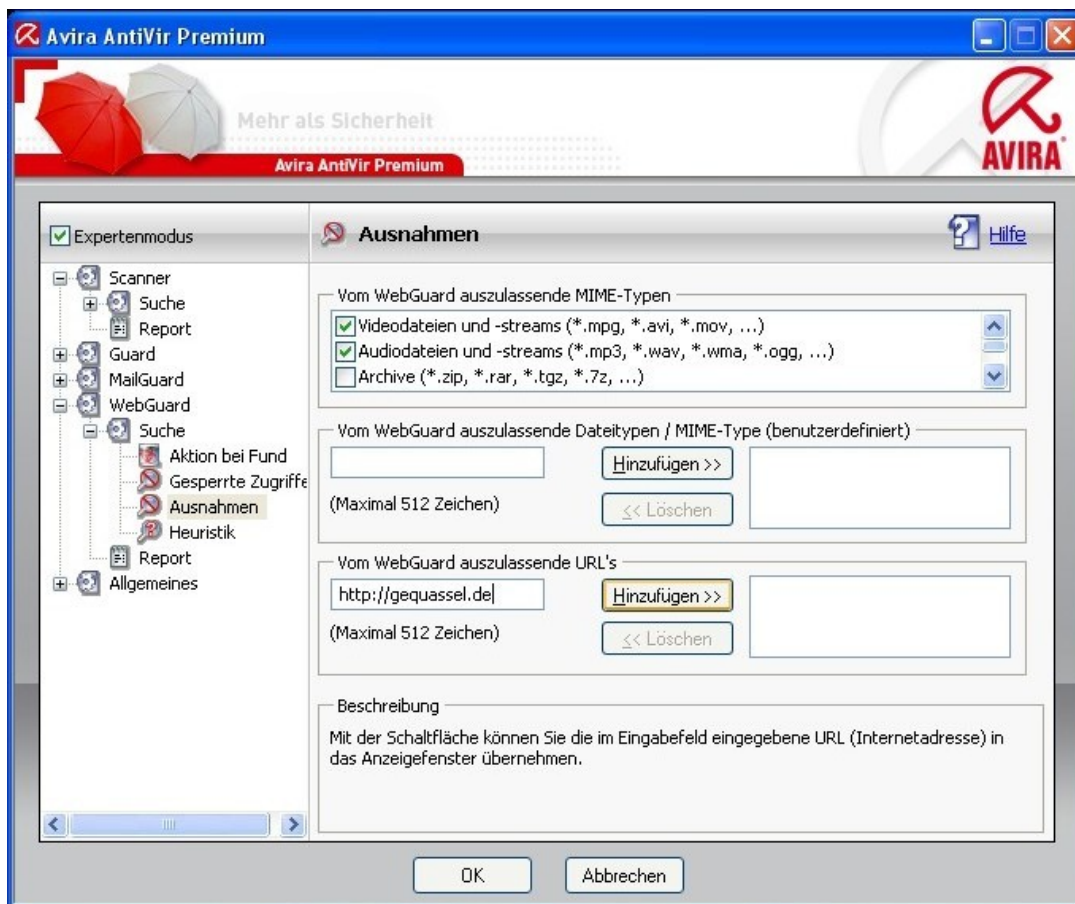 Avira AntiVir Premium
Mehr als Sicherheit
Avira AntiVir Premium
AVIRA
Expertenmodus
Scanner
Suche
Report
Guard
MailGuard
WebGuard
Suche
Aktion bei Fund
Gesperrte Zugriffe
Ausnahmen
Heuristik
Report
Allgemeines
Ausnahmen
Hilfe
Vom WebGuard auszulassende MIME-Typen
Videodateien und -streams (*.mpg, *.avi, *.mov, ...)
Audiodateien und -streams (*.mp3, *.wav, *.wma, *.ogg, ...)
Archive (*.zip, *.rar, *.tgz, *.7z, ...)
Vom WebGuard auszulassende Dateitypen / MIME-Type (benutzerdefiniert)
Hinzufügen >>
(Maximal 512 Zeichen)
<< Löschen
Vom WebGuard auszulassende URL's
http://gequassel.de
Hinzufügen >>
(Maximal 512 Zeichen)
<< Löschen
Beschreibung
Mit der Schaltfläche können Sie die im Eingabefeld eingegebene URL (Internetadresse) in
das Anzeigefenster übernehmen.
OK
Abbrechen